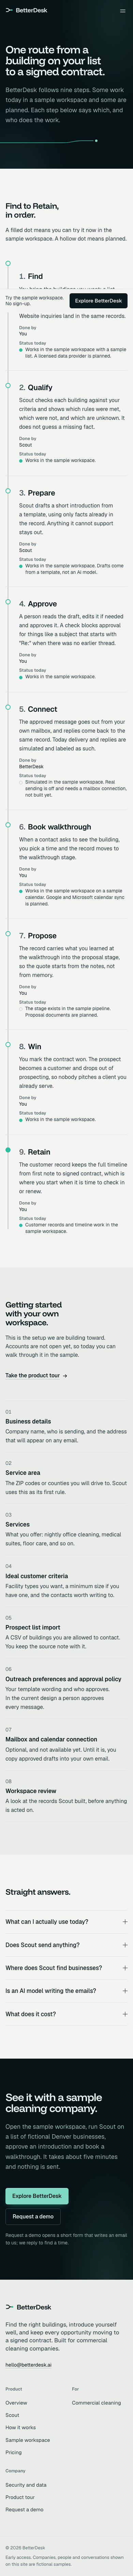 BetterDesk
One route from a
building on your list
to a signed contract.
BetterDesk follows nine steps. Some work
today in a sample workspace and some are
planned. Each step below says which, and
who does the work.
Find to Retain,
in order.
A filled dot means you can try it now in the
sample workspace. A hollow dot means planned.
1. Find
Try the sample workspace.
No sign-up.
Explore BetterDesk
Website inquiries land in the same records.
Done by
You
Status today
Works in the sample workspace with a sample
list. A licensed data provider is planned.
2. Qualify
Scout checks each building against your
criteria and shows which rules were met,
which were not, and which are unknown. It
does not guess a missing fact.
Done by
Scout
Status today
Works in the sample workspace.
3. Prepare
Scout drafts a short introduction from
a template, using only facts already in
the record. Anything it cannot support
stays out.
Done by
Scout
Status today
Works in the sample workspace. Drafts come
from a template, not an AI model.
4. Approve
A person reads the draft, edits it if needed
and approves it. A check blocks approval
for things like a subject that starts with
"Re:" when there was no earlier thread.
Done by
You
Status today
Works in the sample workspace.
5. Connect
The approved message goes out from your
own mailbox, and replies come back to the
same record. Today delivery and replies are
simulated and labeled as such.
Done by
BetterDesk
Status today
Simulated in the sample workspace. Real
sending is off and needs a mailbox connection,
not built yet.
6. Book walkthrough
When a contact asks to see the building,
you pick a time and the record moves to
the walkthrough stage.
Done by
You
Status today
Works in the sample workspace on a sample
calendar. Google and Microsoft calendar sync
is planned.
7. Propose
The record carries what you learned at
the walkthrough into the proposal stage,
so the quote starts from the notes, not
from memory.
Done by
You
Status today
The stage exists in the sample pipeline.
Proposal documents are planned.
8. Win
You mark the contract won. The prospect
becomes a customer and drops out of
prospecting, so nobody pitches a client you
already serve.
Done by
You
Status today
Works in the sample workspace.
9. Retain
The customer record keeps the full timeline
from first note to signed contract, which is
where you start when it is time to check in
or renew.
Done by
You
Status today
Customer records and timeline work in the
sample workspace.
Getting started
with your own
workspace.
This is the setup we are building toward.
Accounts are not open yet, so today you can
walk through it in the sample.
Take the product tour →
01
Business details
Company name, who is sending, and the address
that will appear on any email.
02
Service area
The ZIP codes or counties you will drive to. Scout
uses this as its first rule.
03
Services
What you offer: nightly office cleaning, medical
suites, floor care, and so on.
04
Ideal customer criteria
Facility types you want, a minimum size if you
have one, and the contacts worth writing to.
05
Prospect list import
A CSV of buildings you are allowed to contact.
You keep the source note with it.
06
Outreach preferences and approval policy
Your template wording and who approves.
In the current design a person approves
every message.
07
Mailbox and calendar connection
Optional, and not available yet. Until it is, you
copy approved drafts into your own email.
08
Workspace review
A look at the records Scout built, before anything
is acted on.
Straight answers.
What can I actually use today?
Does Scout send anything?
Where does Scout find businesses?
Is an AI model writing the emails?
What does it cost?
See it with a sample
cleaning company.
Open the sample workspace, run Scout on
a list of fictional Denver businesses,
approve an introduction and book a
walkthrough. It takes about five minutes
and nothing is sent.
Explore BetterDesk
Request a demo
Request a demo opens a short form that writes an email
to us; we reply to find a time.
BetterDesk
Find the right buildings, introduce yourself
well, and keep every opportunity moving to
a signed contract. Built for commercial
cleaning companies.
hello@betterdesk.ai
Product
For
Overview
Commercial cleaning
Scout
How it works
Sample workspace
Pricing
Company
Security and data
Product tour
Request a demo
© 2026 BetterDesk
Early access. Companies, people and conversations shown
on this site are fictional samples.